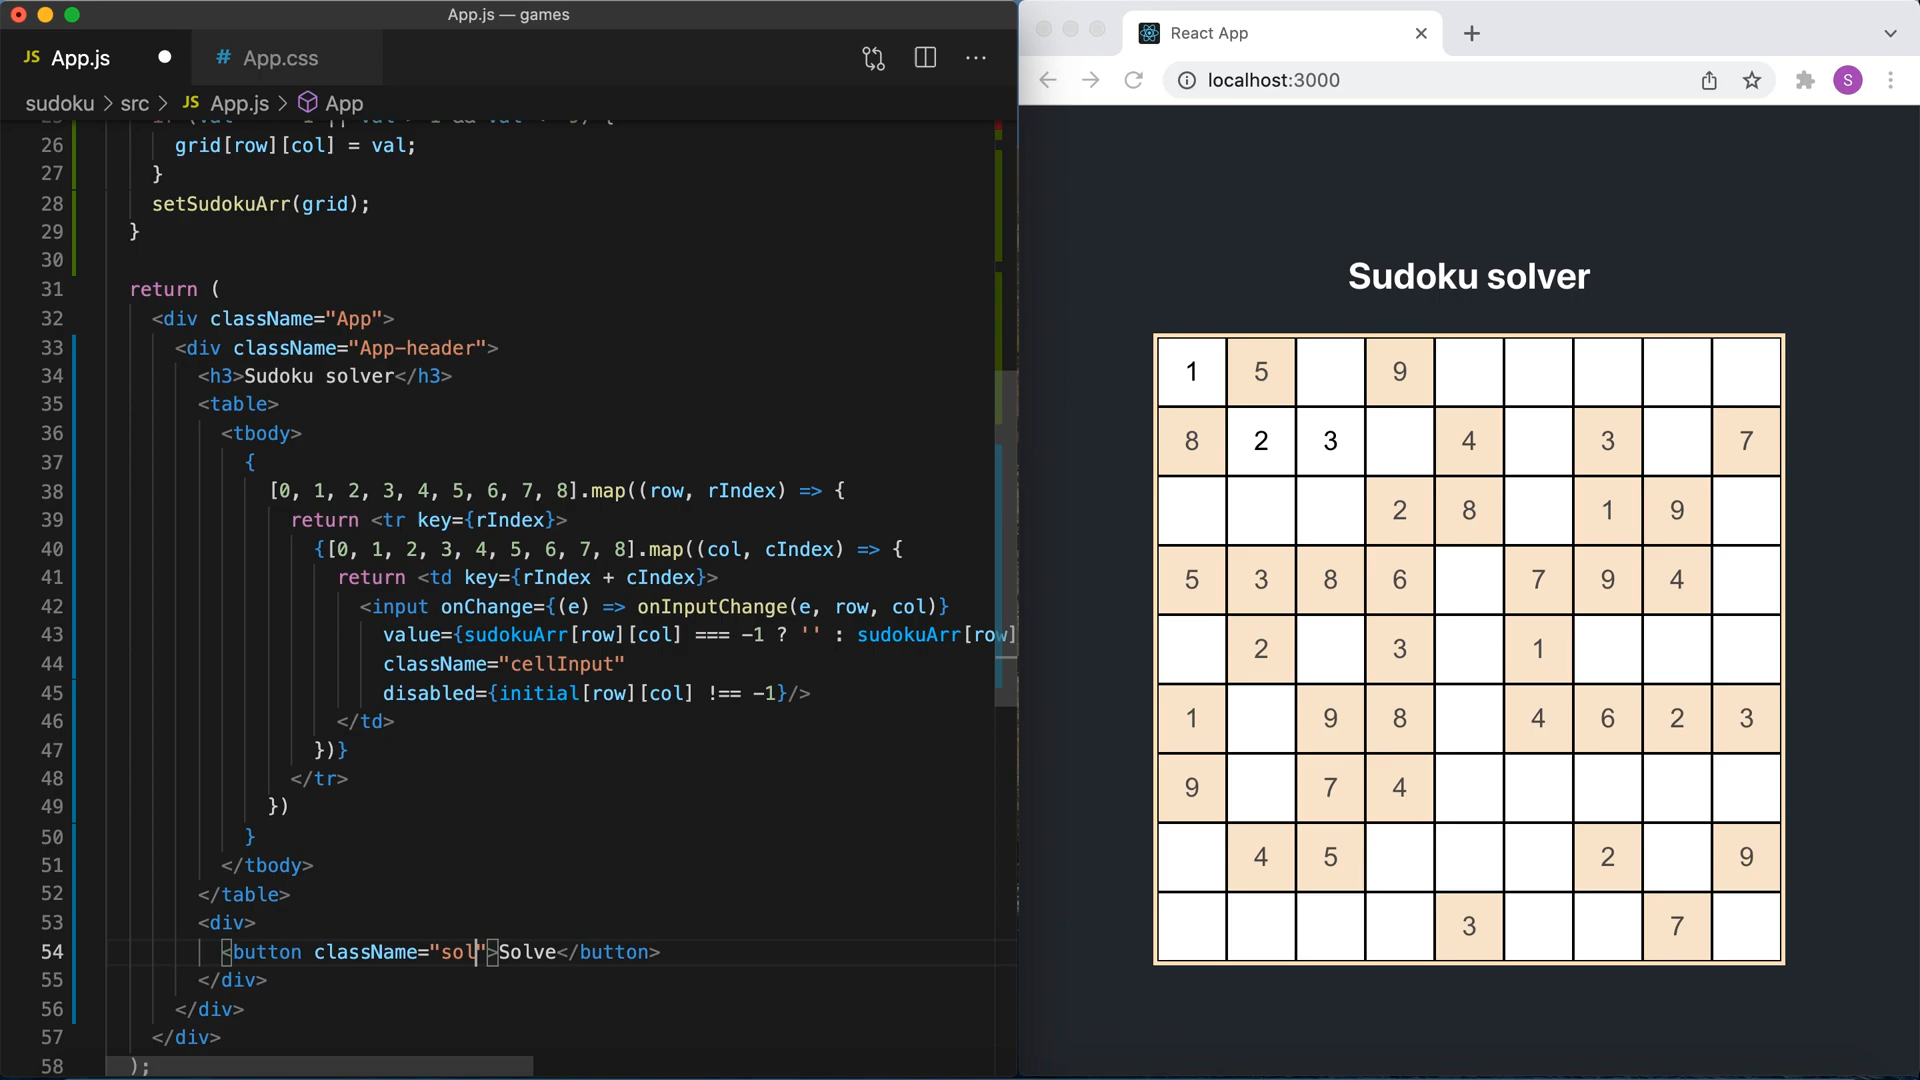 App.js — games
JS App.js
# App.css
sudoku > src > JS App.js > App
26 grid[row][col] = val;
27 }
28 setSudokuArr(grid);
29 }
30
31 return (
32 <div className="App">
33 <div className="App-header">
34 <h3>Sudoku solver</h3>
35 <table>
36 <tbody>
37 {
38 [0, 1, 2, 3, 4, 5, 6, 7, 8].map((row, rIndex) => {
39 return <tr key={rIndex}>
40 {[0, 1, 2, 3, 4, 5, 6, 7, 8].map((col, cIndex) => {
41 return <td key={rIndex + cIndex}>
42 <input onChange={(e) => onInputChange(e, row, col)}
43 value={sudokuArr[row][col] === -1 ? '' : sudokuArr[row]
44 className="cellInput"
45 disabled={initial[row][col] !== -1}/>
46 </td>
47 })}
48 </tr>
49 })
50 }
51 </tbody>
52 </table>
53 <div>
54 <button className="sol">Solve</button>
55 </div>
56 </div>
57 </div>
58 );
React App
localhost:3000
S
Sudoku solver
1 5 9
8 2 3 4 3 7
2 8 1 9
5 3 8 6 7 9 4
2 3 1
1 9 8 4 6 2 3
9 7 4
4 5 2 9
3 7